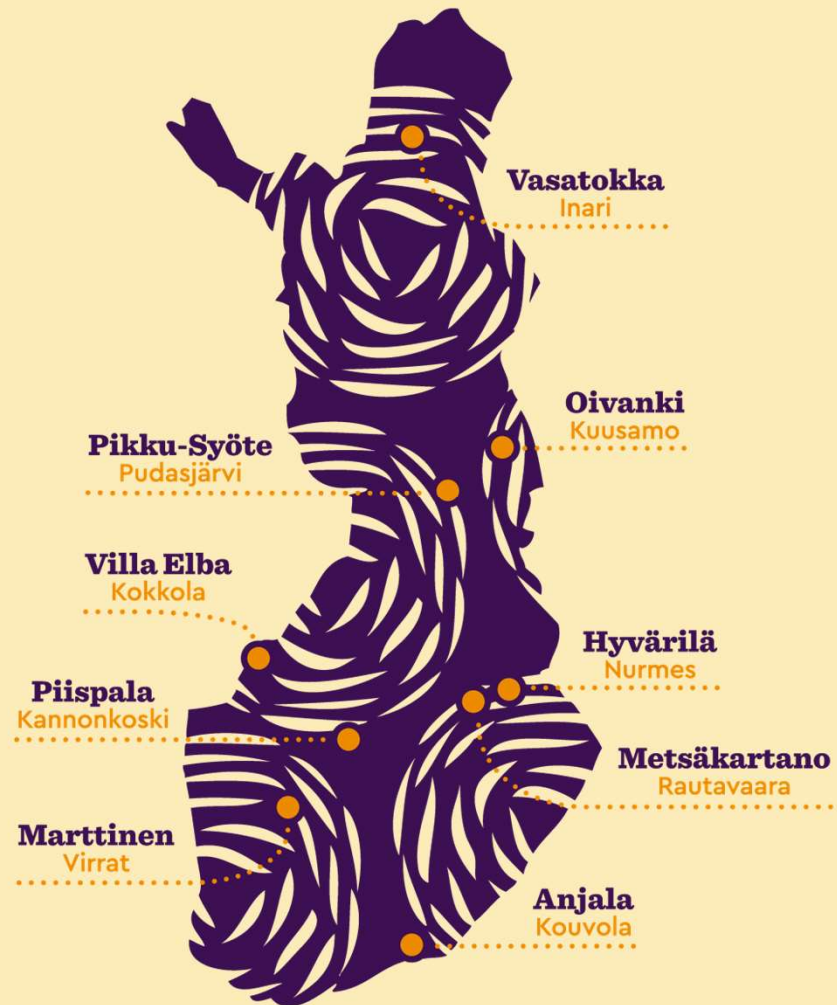 Vasatokka
Inari
Oivanki
Kuusamo
Pikku-Syöte
Pudasjärvi
Villa Elba
Kokkola
Hyvärilä
Nurmes
Piispala
Kannonkoski
Metsäkartano
Rautavaara
Marttinen
Virrat
Anjala
Kouvola